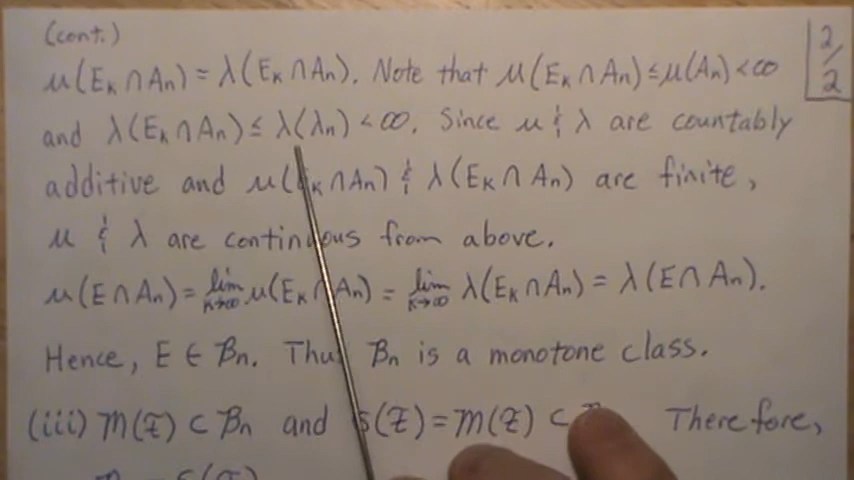 (cont.)
μ(E_K ∩ A_n) = λ(E_K ∩ A_n). Note that μ(E_K ∩ A_n) ≤ μ(A_n) < ∞
2/2
and λ(E_K ∩ A_n) ≤ λ(λ_n) < ∞. Since μ & λ are countably
additive and μ(E_K ∩ A_n) & λ(E_K ∩ A_n) are finite,
μ & λ are continuous from above.
μ(E ∩ A_n) = lim_{K→∞} μ(E_K ∩ A_n) = lim_{K→∞} λ(E_K ∩ A_n) = λ(E ∩ A_n).
Hence, E ∈ B_n. Thus B_n is a monotone class.
(iii) M(Ƶ) ⊂ B_n and S(Ƶ) = M(Ƶ) ⊂ Therefore,